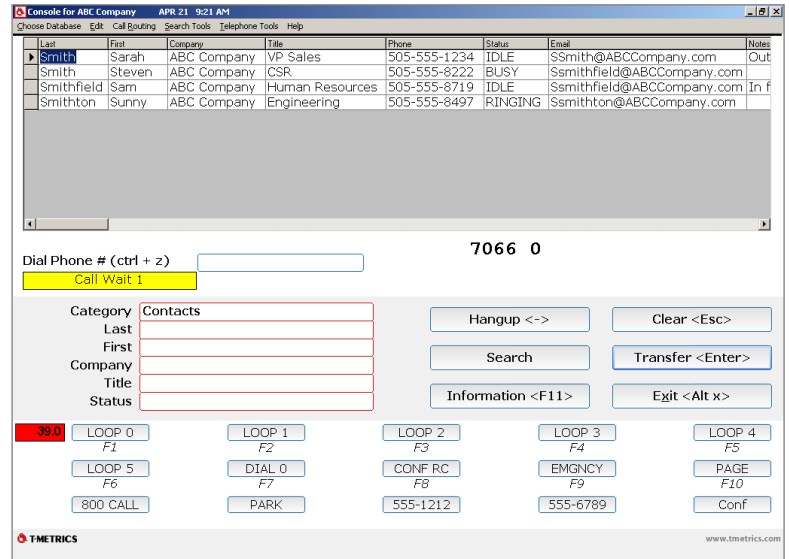 Console for ABC Company APR 21 9:21 AM
Choose Database Edit Call Routing Search Tools Telephone Tools Help
Last First Company Title Phone Status Email Notes
Smith Sarah ABC Company VP Sales 505-555-1234 IDLE SSmith@ABCCompany.com Out
Smith Steven ABC Company CSR 505-555-8222 BUSY Ssmithfield@ABCCompany.com
Smithfield Sam ABC Company Human Resources 505-555-8719 IDLE Ssmithfield@ABCCompany.com In f
Smithton Sunny ABC Company Engineering 505-555-8497 RINGING Ssmithton@ABCCompany.com
7066 0
Dial Phone # (ctrl + z)
Call Wait 1
Category Contacts
Last
First
Company
Title
Status
Hangup <-> Clear <Esc>
Search Transfer <Enter>
Information <F11> Exit <Alt x>
39.0 LOOP 0 LOOP 1 LOOP 2 LOOP 3 LOOP 4
F1 F2 F3 F4 F5
LOOP 5 DIAL 0 CONF RC EMGNCY PAGE
F6 F7 F8 F9 F10
800 CALL PARK 555-1212 555-6789 Conf
T-METRICS www.tmetrics.com